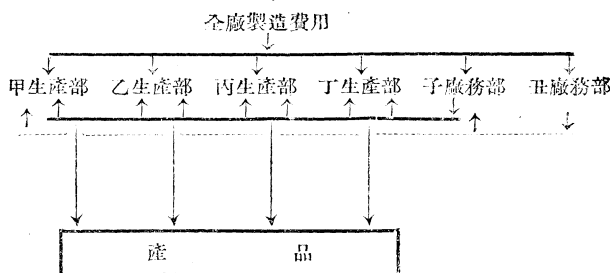 全廠製造費用
甲生產部 乙生產部 丙生產部 丁生產部 子廠務部 丑廠務部
產 品